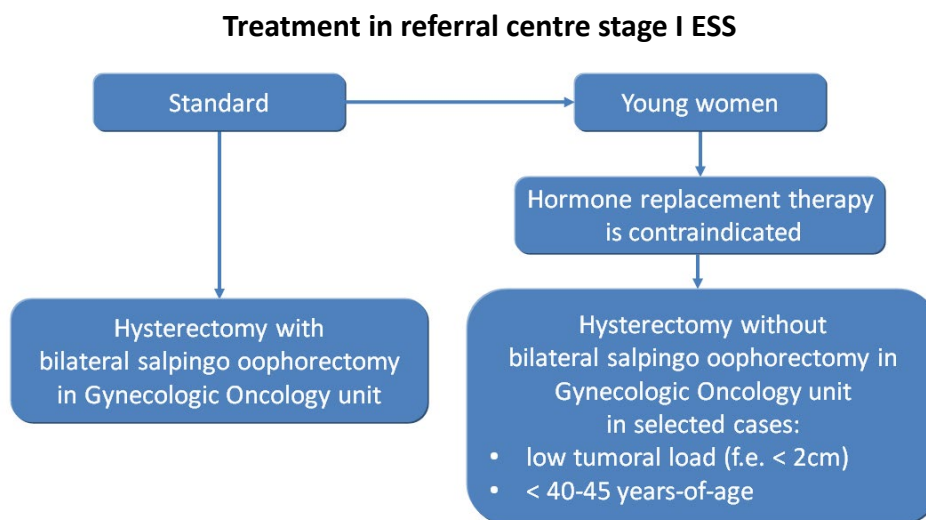 Treatment in referral centre stage I ESS
Standard
Young women
Hormone replacement therapy
is contraindicated
Hysterectomy with
bilateral salpingo oophorectomy
in Gynecologic Oncology unit
Hysterectomy without
bilateral salpingo oophorectomy in
Gynecologic Oncology unit
in selected cases:
• low tumoral load (f.e. < 2cm)
• < 40-45 years-of-age